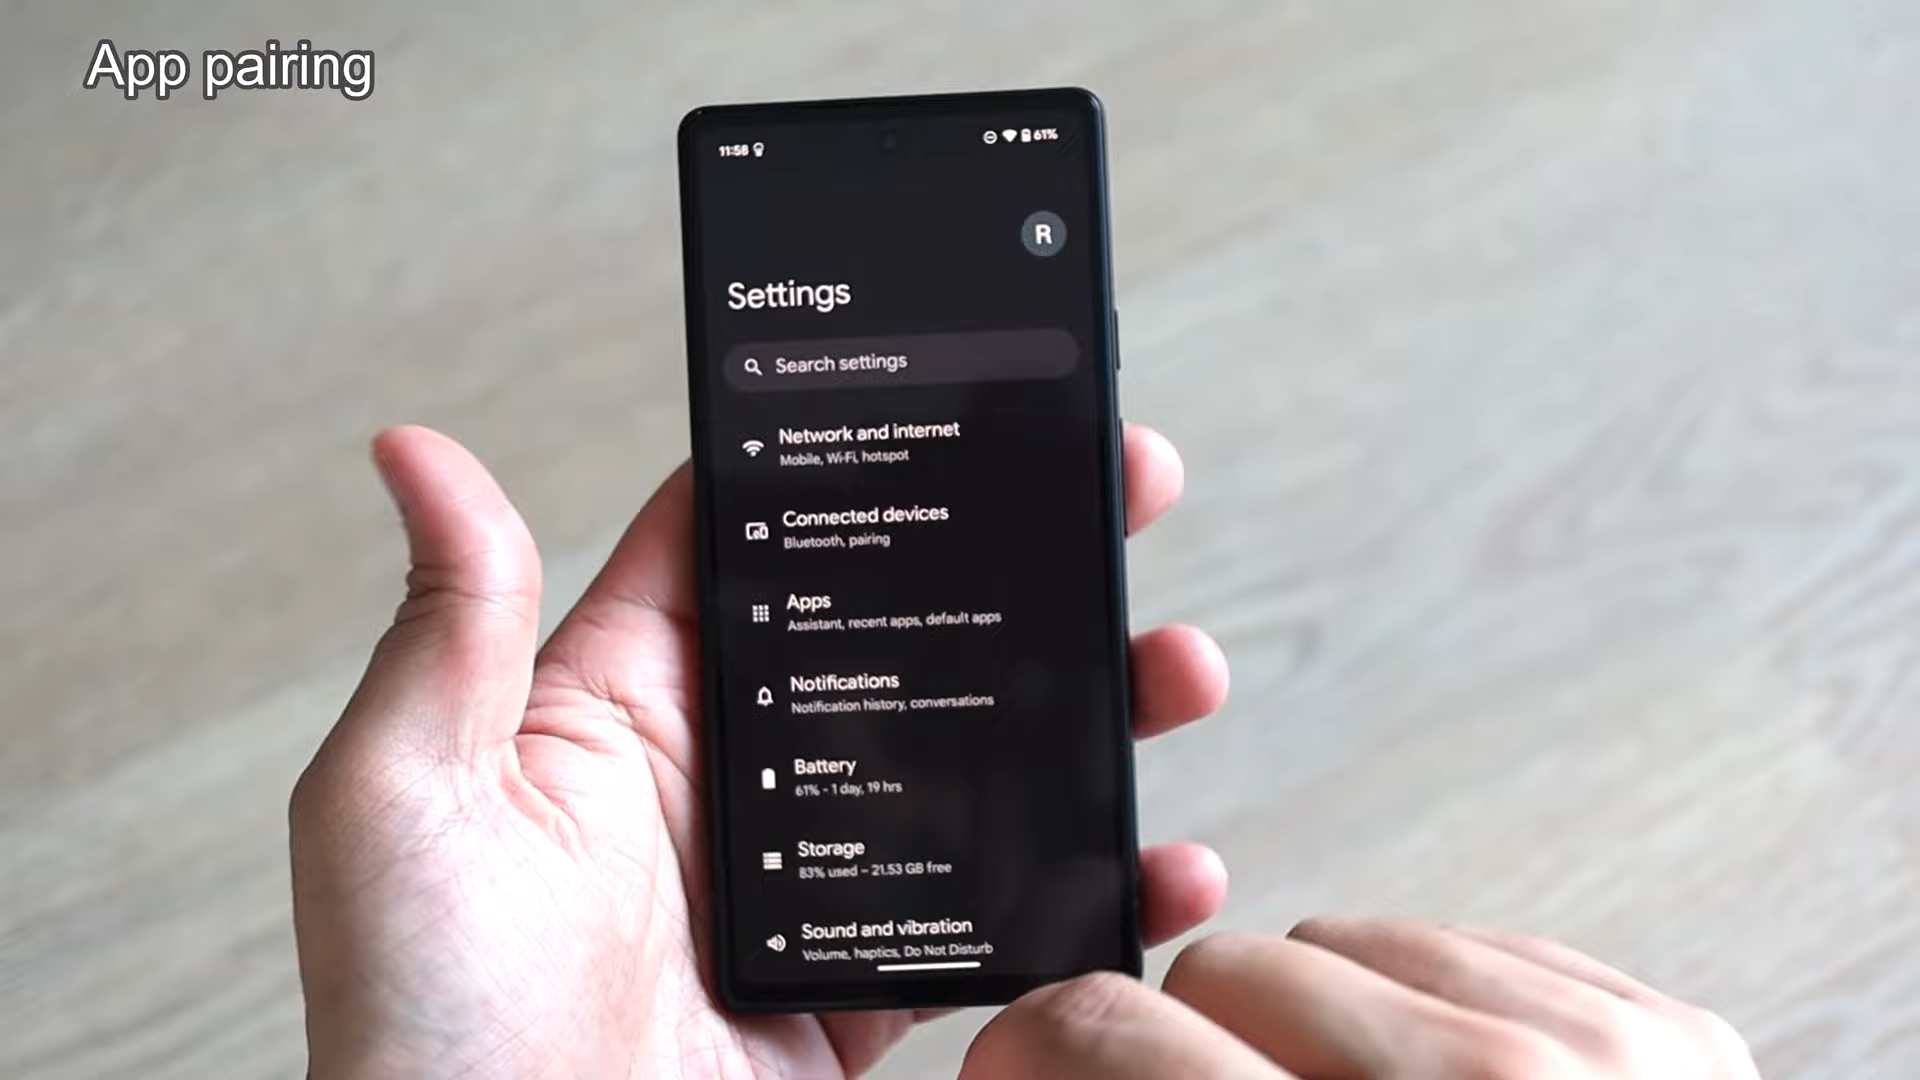 App pairing
11:58
61%
R
Settings
Search settings
Network and internet
Mobile, Wi-Fi, hotspot
Connected devices
Bluetooth, pairing
Apps
Assistant, recent apps, default apps
Notifications
Notification history, conversations
Battery
61% - 1 day, 19 hrs
Storage
83% used - 21.53 GB free
Sound and vibration
Volume, haptics, Do Not Disturb